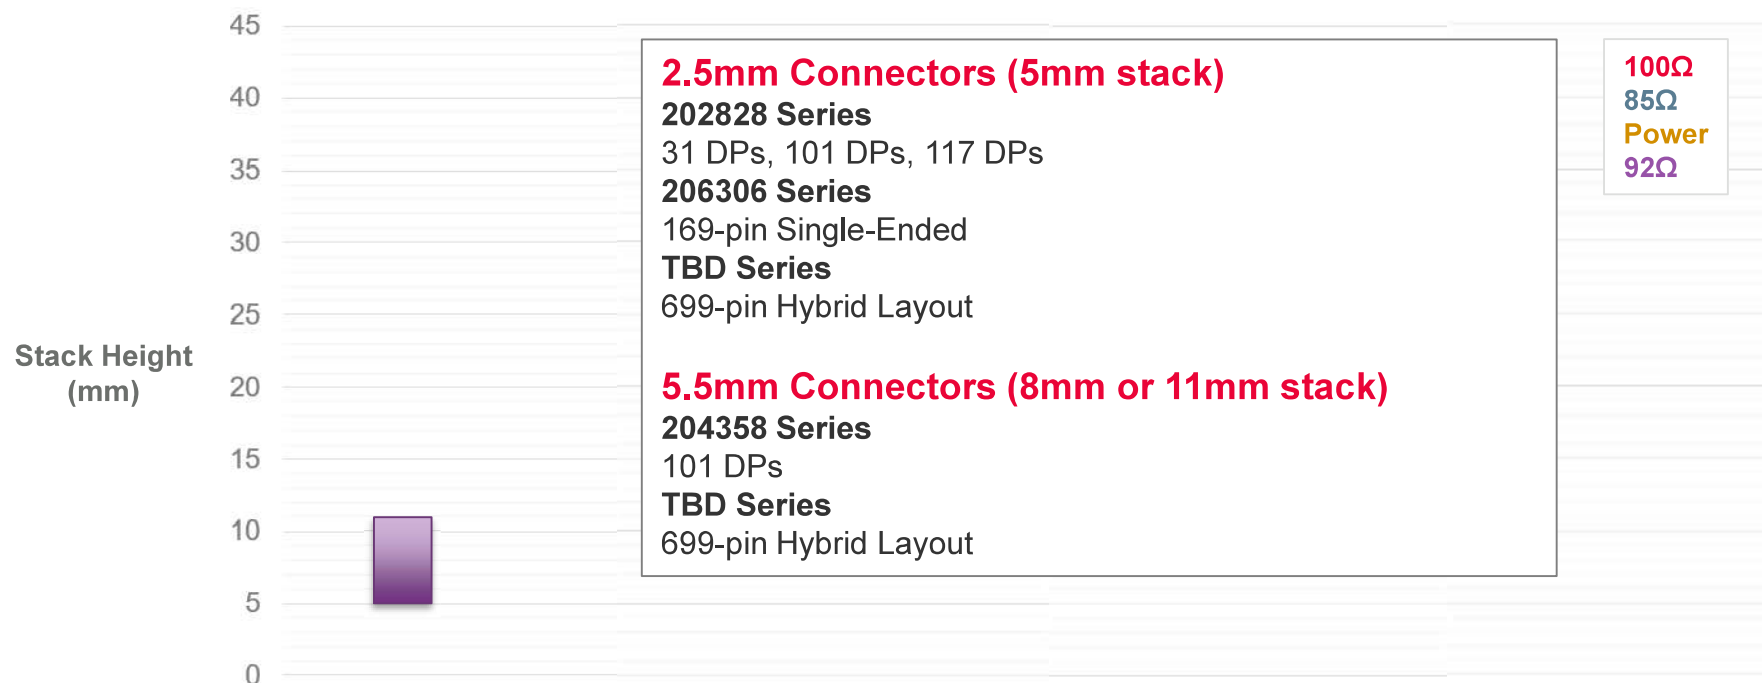 45
40
35
30
25
20
15
10
5
0
Stack Height
(mm)
2.5mm Connectors (5mm stack)
202828 Series
31 DPs, 101 DPs, 117 DPs
206306 Series
169-pin Single-Ended
TBD Series
699-pin Hybrid Layout
5.5mm Connectors (8mm or 11mm stack)
204358 Series
101 DPs
TBD Series
699-pin Hybrid Layout
100Ω
85Ω
Power
92Ω